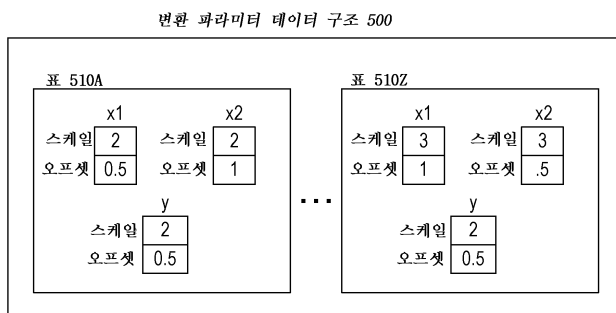 변환 파라미터 데이터 구조 500
표 510A
x1 x2
스케일 2 스케일 2
오프셋 0.5 오프셋 1
y
스케일 2
오프셋 0.5
...
표 510Z
x1 x2
스케일 3 스케일 3
오프셋 1 오프셋 .5
y
스케일 2
오프셋 0.5